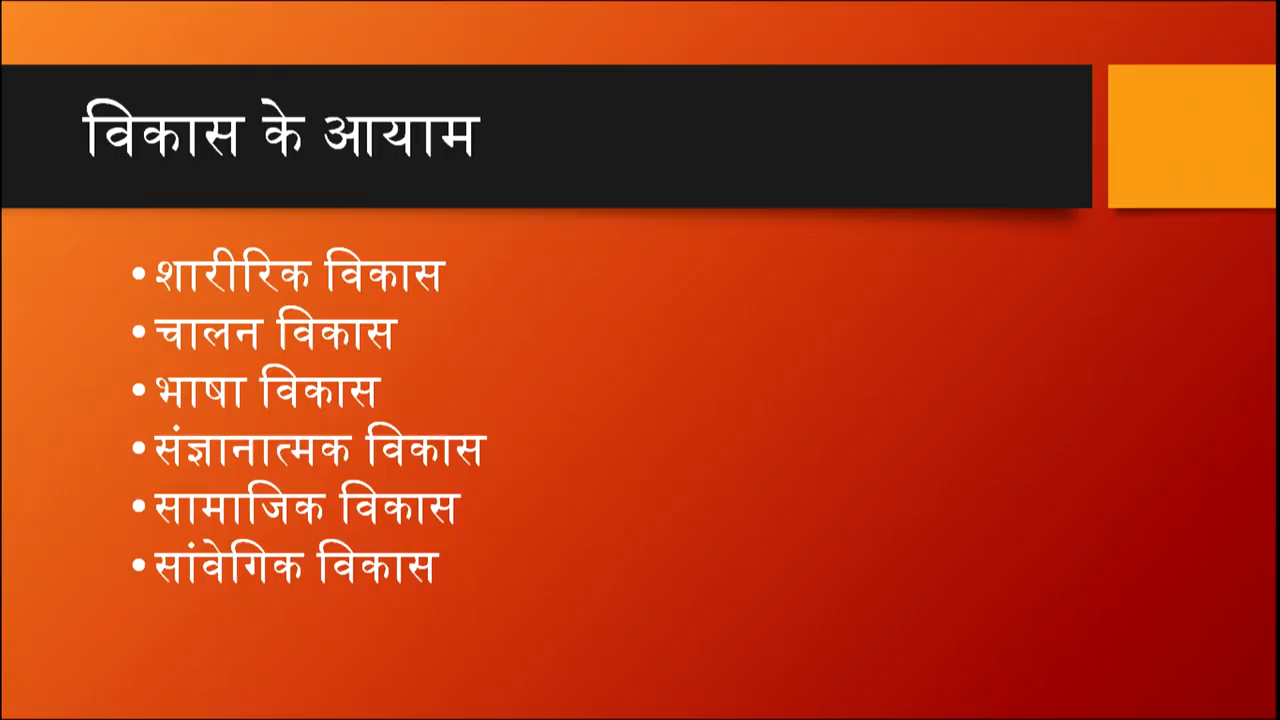 विकास के आयाम
•शारीरिक विकास
•चालन विकास
•भाषा विकास
•संज्ञानात्मक विकास
•सामाजिक विकास
•सांवेगिक विकास